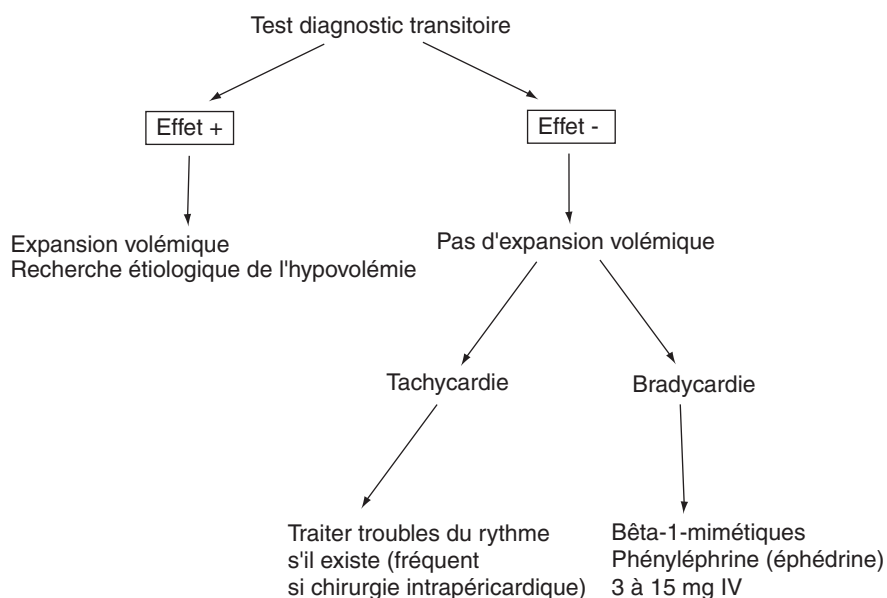 Test diagnostic transitoire
Effet +
Effet -
Expansion volémique
Recherche étiologique de l'hypovolémie
Pas d'expansion volémique
Tachycardie
Bradycardie
Traiter troubles du rythme
s'il existe (fréquent
si chirurgie intrapéricardique)
Bêta-1-mimétiques
Phényléphrine (éphédrine)
3 à 15 mg IV